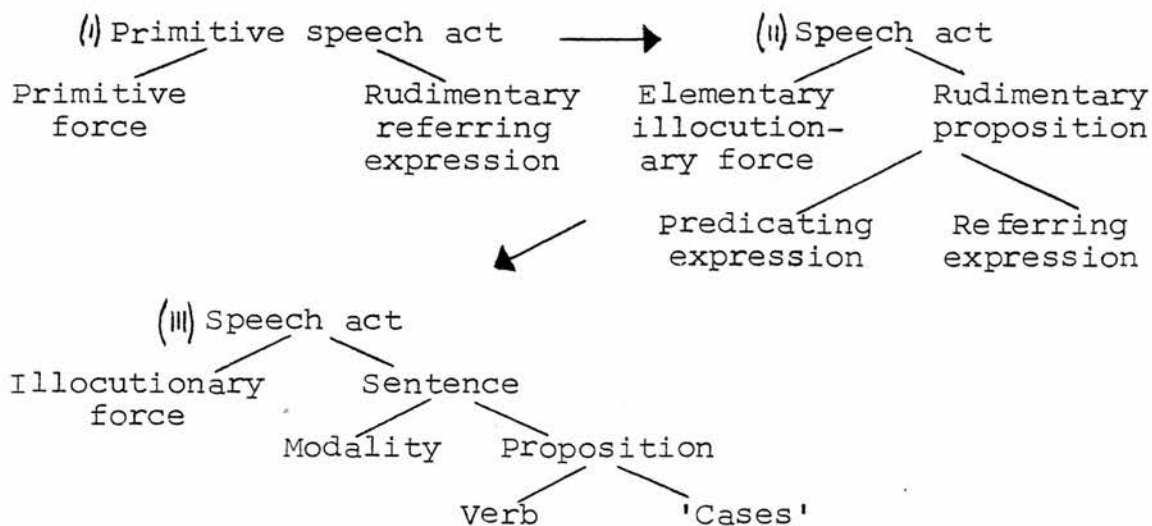 (I) Primitive speech act
Primitive force
Rudimentary referring expression
(II) Speech act
Elementary illocution-
ary force
Rudimentary proposition
Predicating expression
Referring expression
(III) Speech act
Illocutionary force
Sentence
Modality
Proposition
Verb
'Cases'